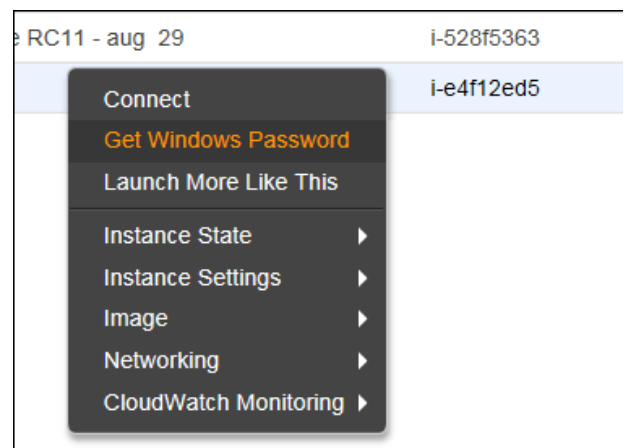 e RC11 - aug 29 i-528f5363
i-e4f12ed5
Connect
Get Windows Password
Launch More Like This
Instance State
Instance Settings
Image
Networking
CloudWatch Monitoring